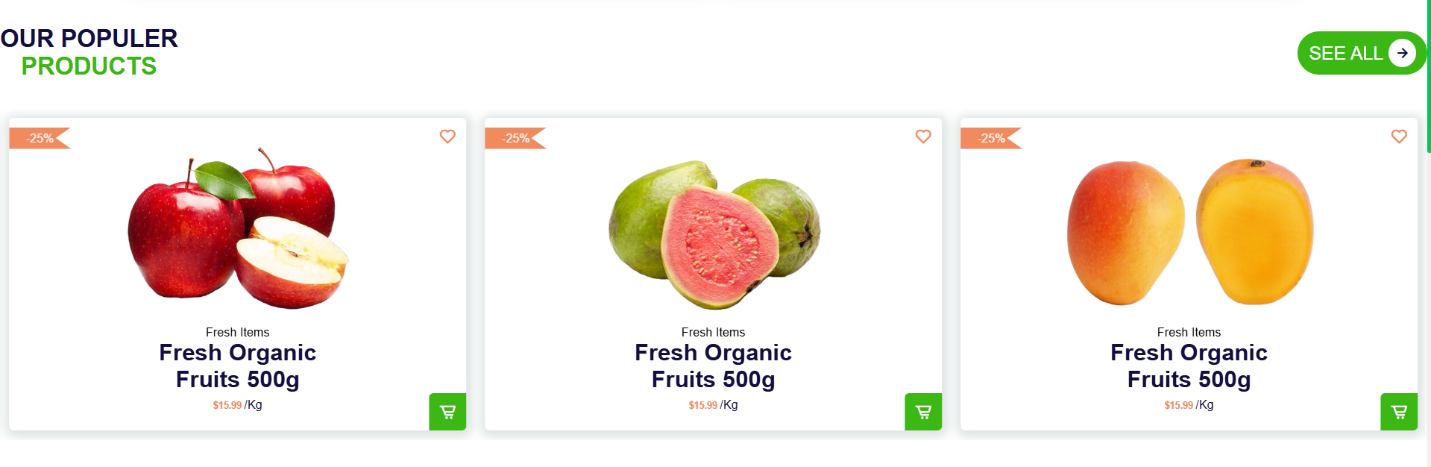 OUR POPULER
PRODUCTS
SEE ALL
-25%
Fresh Items
Fresh Organic
Fruits 500g
$15.99 /Kg
-25%
Fresh Items
Fresh Organic
Fruits 500g
$15.99 /Kg
-25%
Fresh Items
Fresh Organic
Fruits 500g
$15.99 /Kg